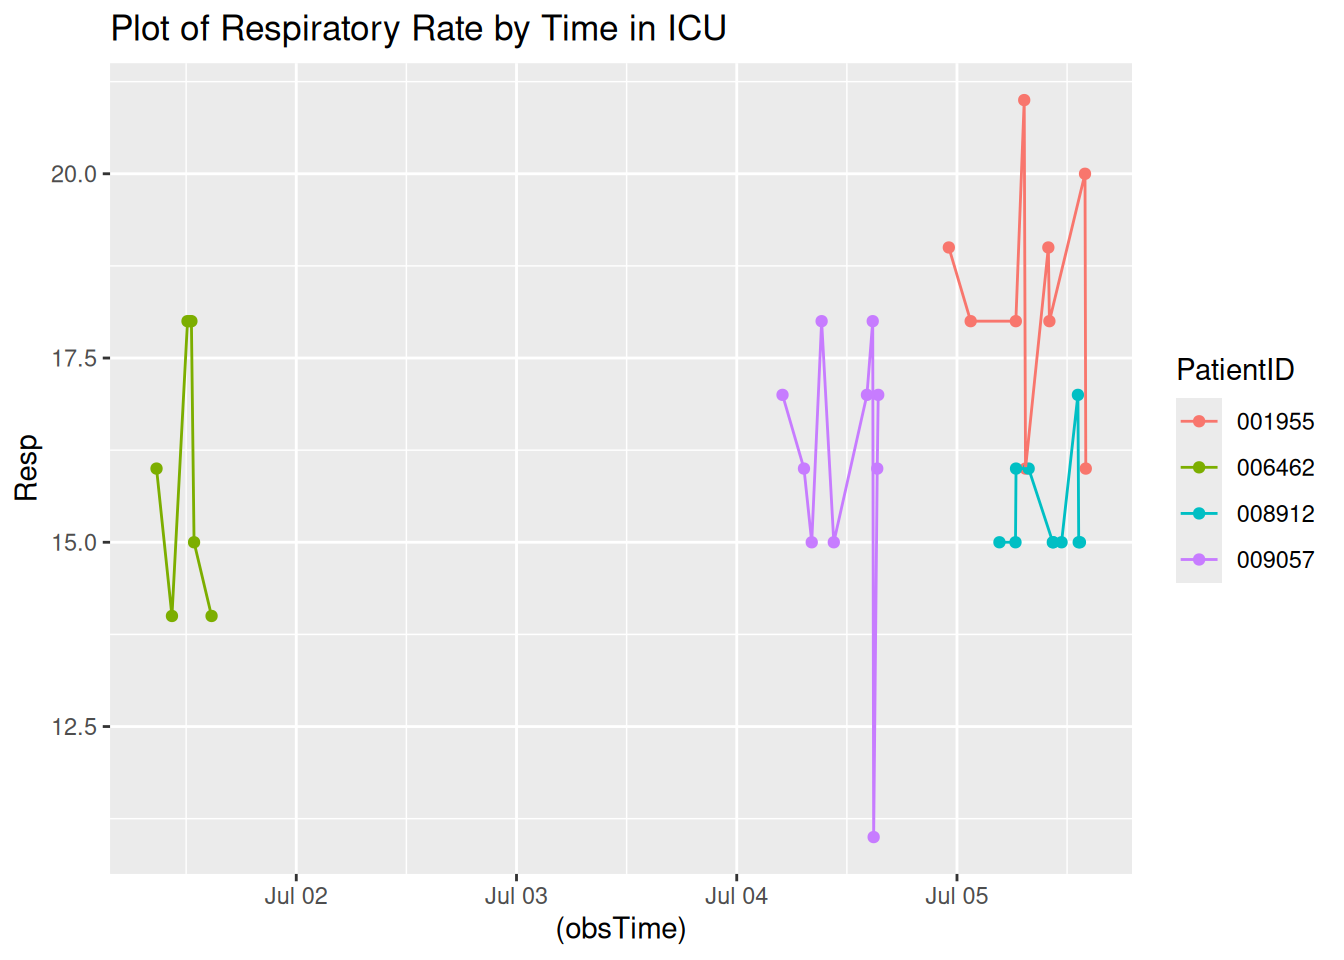 Plot of Respiratory Rate by Time in ICU
Resp
20.0
17.5
15.0
12.5
Jul 02
Jul 03
Jul 04
Jul 05
(obsTime)
PatientID
001955
006462
008912
009057